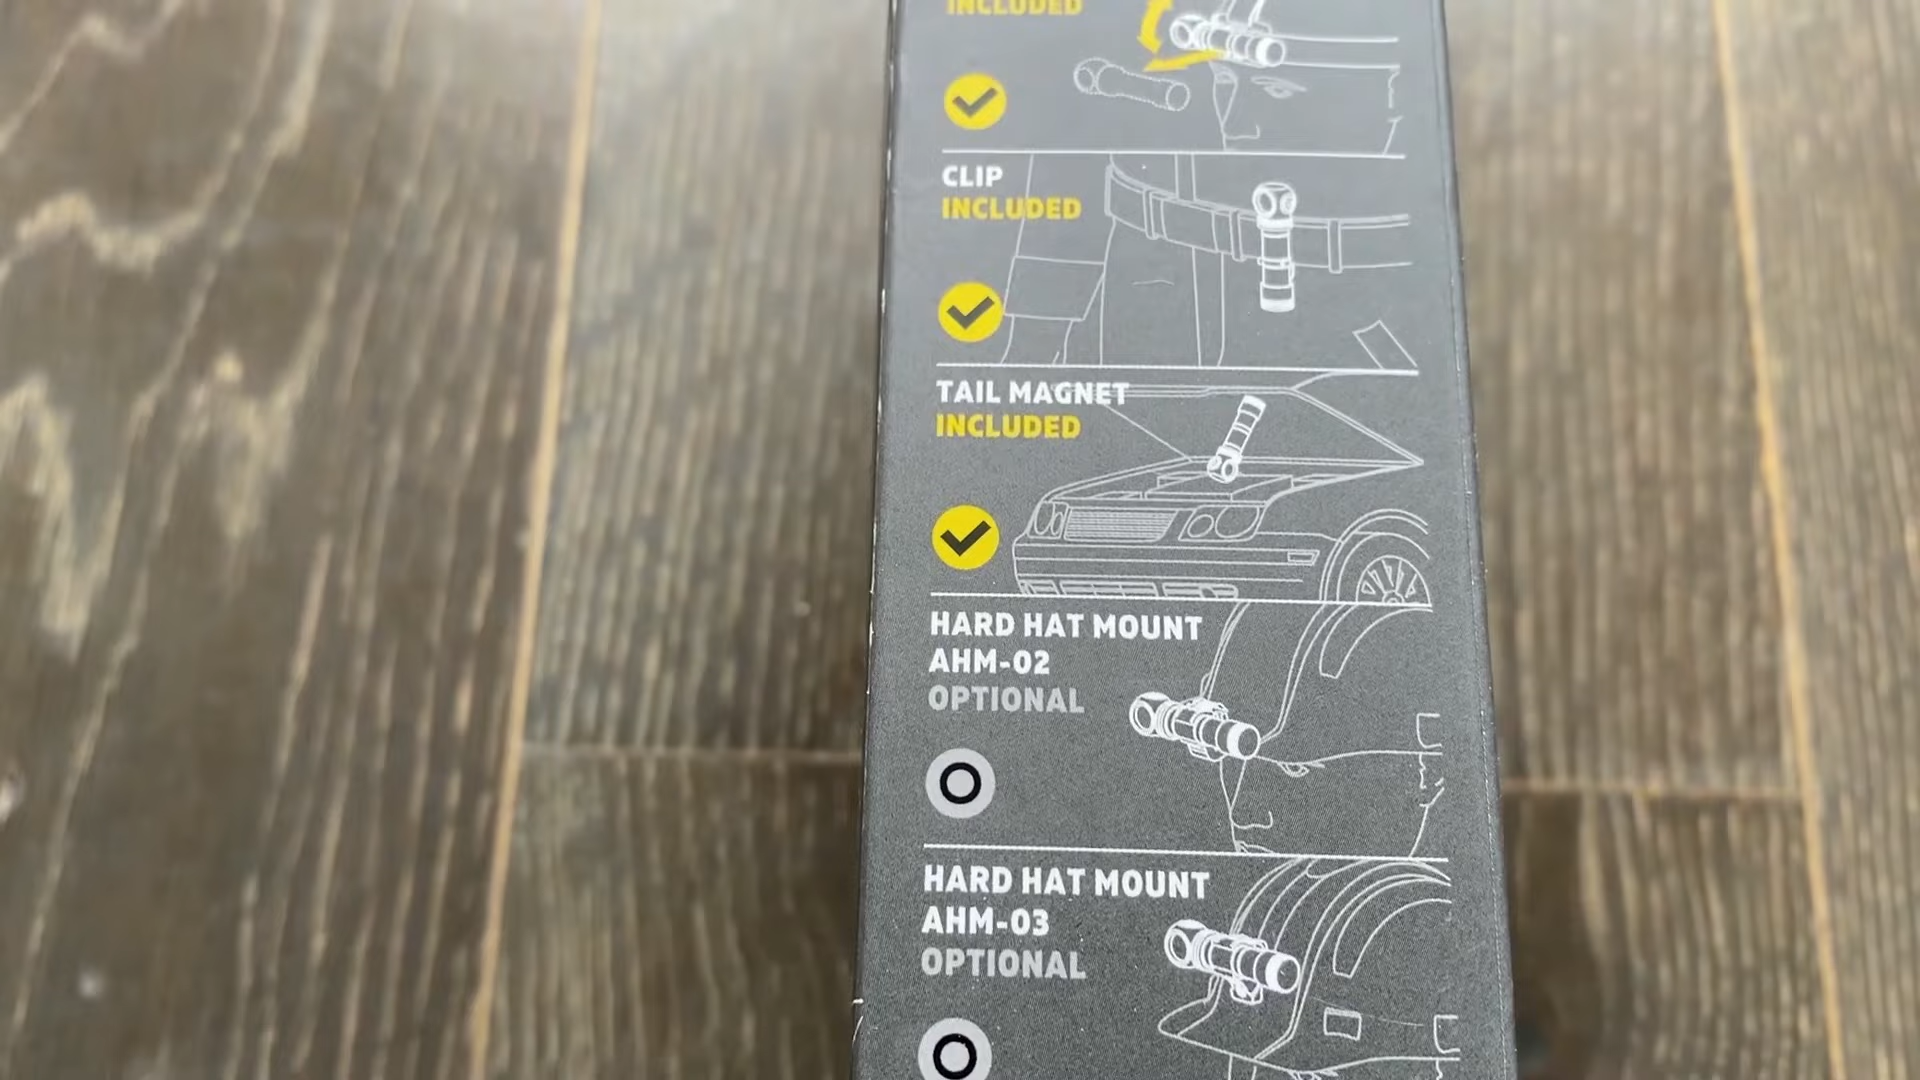 INCLUDED
CLIP
INCLUDED
TAIL MAGNET
INCLUDED
HARD HAT MOUNT
AHM-02
OPTIONAL
HARD HAT MOUNT
AHM-03
OPTIONAL